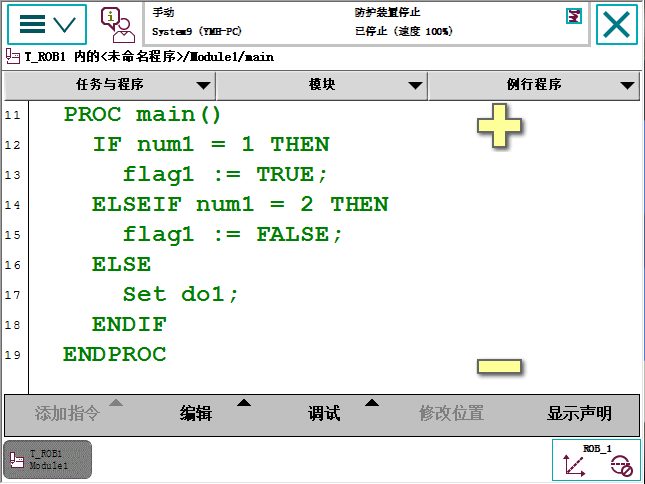 手动
防护装置停止
System9 (YMH-PC)
已停止 (速度 100%)
T_ROB1 内的<未命名程序>/Module1/main
任务与程序
模块
例行程序
11 PROC main()
12 IF num1 = 1 THEN
13 flag1 := TRUE;
14 ELSEIF num1 = 2 THEN
15 flag1 := FALSE;
16 ELSE
17 Set do1;
18 ENDIF
19 ENDPROC
添加指令
编辑
调试
修改位置
显示声明
T_ROB1
Module1
ROB_1